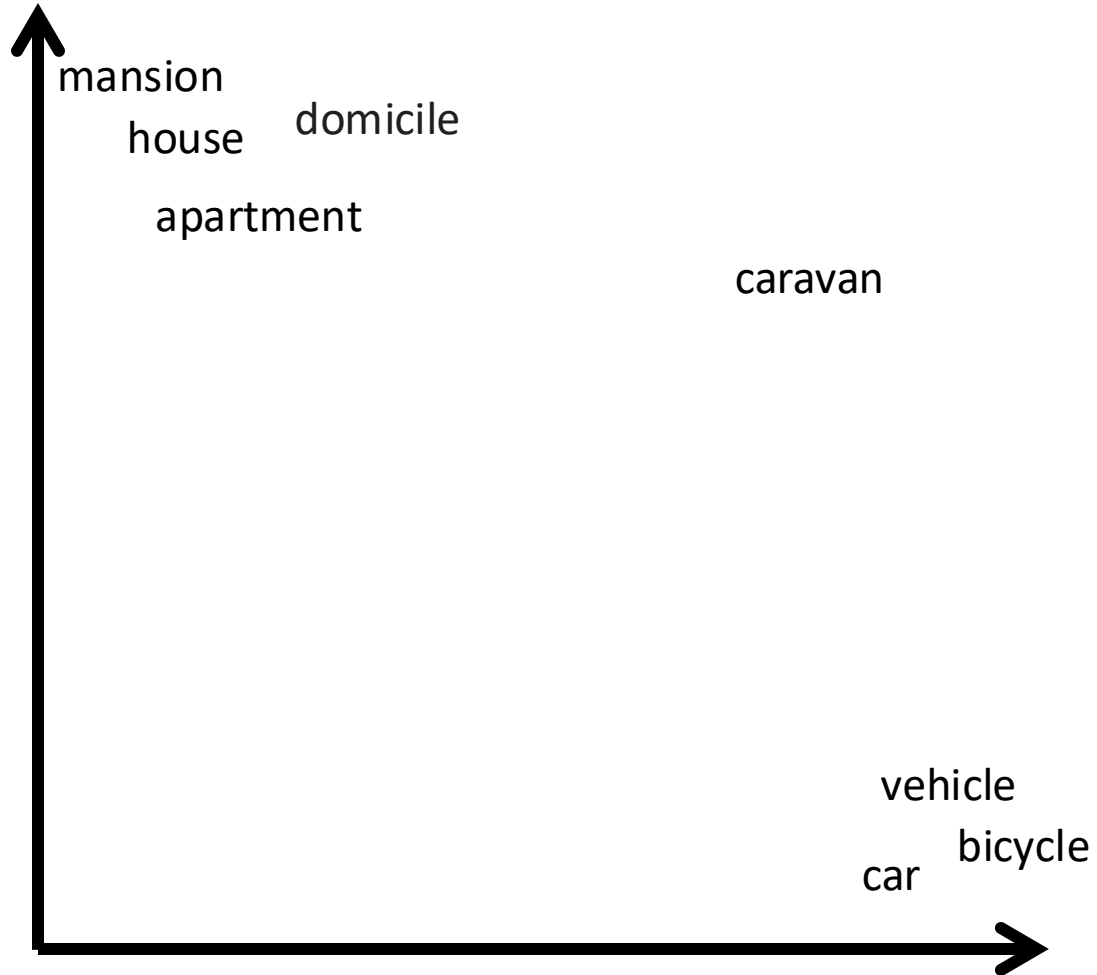 mansion
domicile
house
apartment
caravan
vehicle
bicycle
car